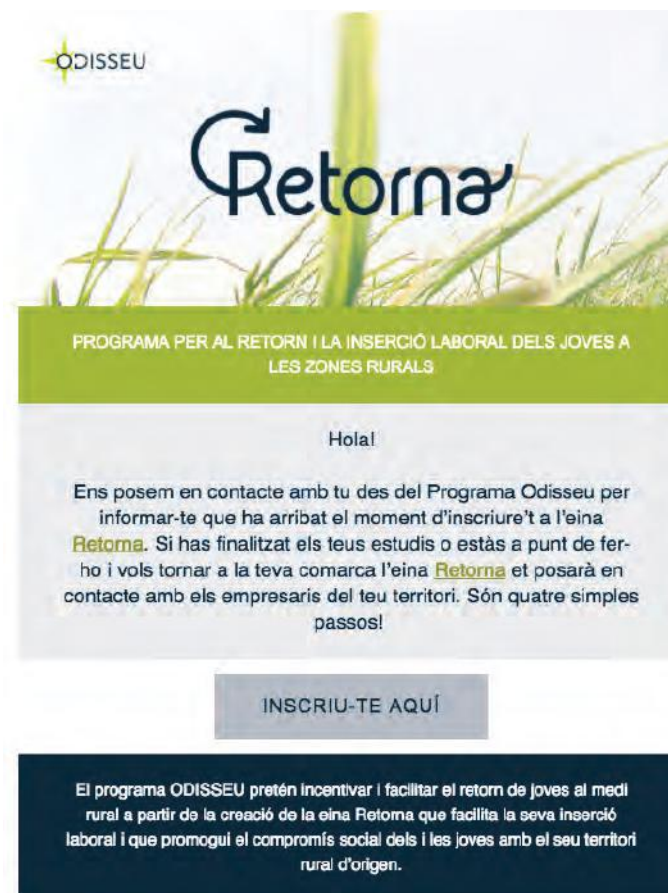 ODISSEU
Retorna
PROGRAMA PER AL RETORN I LA INSERCIÓ LABORAL DELS JOVES A
LES ZONES RURALS
Hola!
Ens posem en contacte amb tu des del Programa Odisseu per
informar-te que ha arribat el moment d'inscriure't a l'eina
Retorna. Si has finalitzat els teus estudis o estàs a punt de fer-
ho i vols tornar a la teva comarca l'eina Retorna et posarà en
contacte amb els empresaris del teu territori. Són quatre simples
passos!
INSCRIU-TE AQUÍ
El programa ODISSEU pretén incentivar i facilitar el retorn de joves al medi
rural a partir de la creació de la eina Retorna que facilita la seva inserció
laboral i que promogui el compromís social dels i les joves amb el seu territori
rural d'origen.